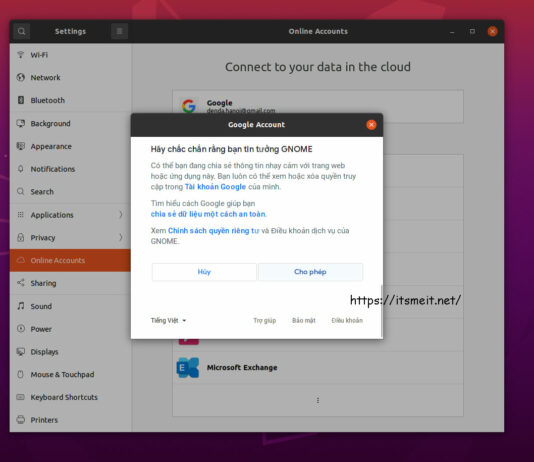 Settings
Online Accounts
Wi-Fi
Network
Bluetooth
Background
Appearance
Notifications
Search
Applications
Privacy
Online Accounts
Sharing
Sound
Power
Displays
Mouse & Touchpad
Keyboard Shortcuts
Printers
Connect to your data in the cloud
Google
denda.hanoi@gmail.com
Google Account
Hãy chắc chắn rằng bạn tin tưởng GNOME
Có thể bạn đang chia sẻ thông tin nhạy cảm với trang web
hoặc ứng dụng này. Bạn luôn có thể xem hoặc xóa quyền truy
cập trong Tài khoản Google của mình.
Tìm hiểu cách Google giúp bạn
chia sẻ dữ liệu một cách an toàn.
Xem Chính sách quyền riêng tư và Điều khoản dịch vụ của
GNOME.
Hủy
Cho phép
https://itsmeit.net/
Tiếng Việt
Trợ giúp
Bảo mật
Điều khoản
Microsoft Exchange